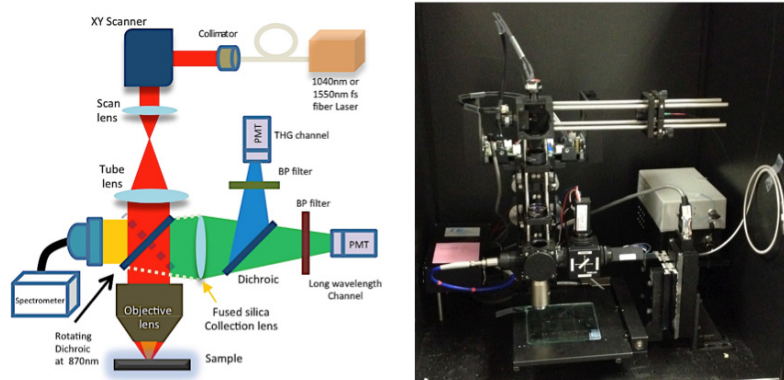 XY Scanner
Collimator
1040nm or
1550nm fs
fiber Laser
Scan
lens
PMT
THG channel
Tube
lens
BP filter
BP filter
PMT
Spectrometer
Dichroic
Long wavelength
Channel
Objective
lens
Fused silica
Collection lens
Rotating
Dichroic
at 870nm
Sample